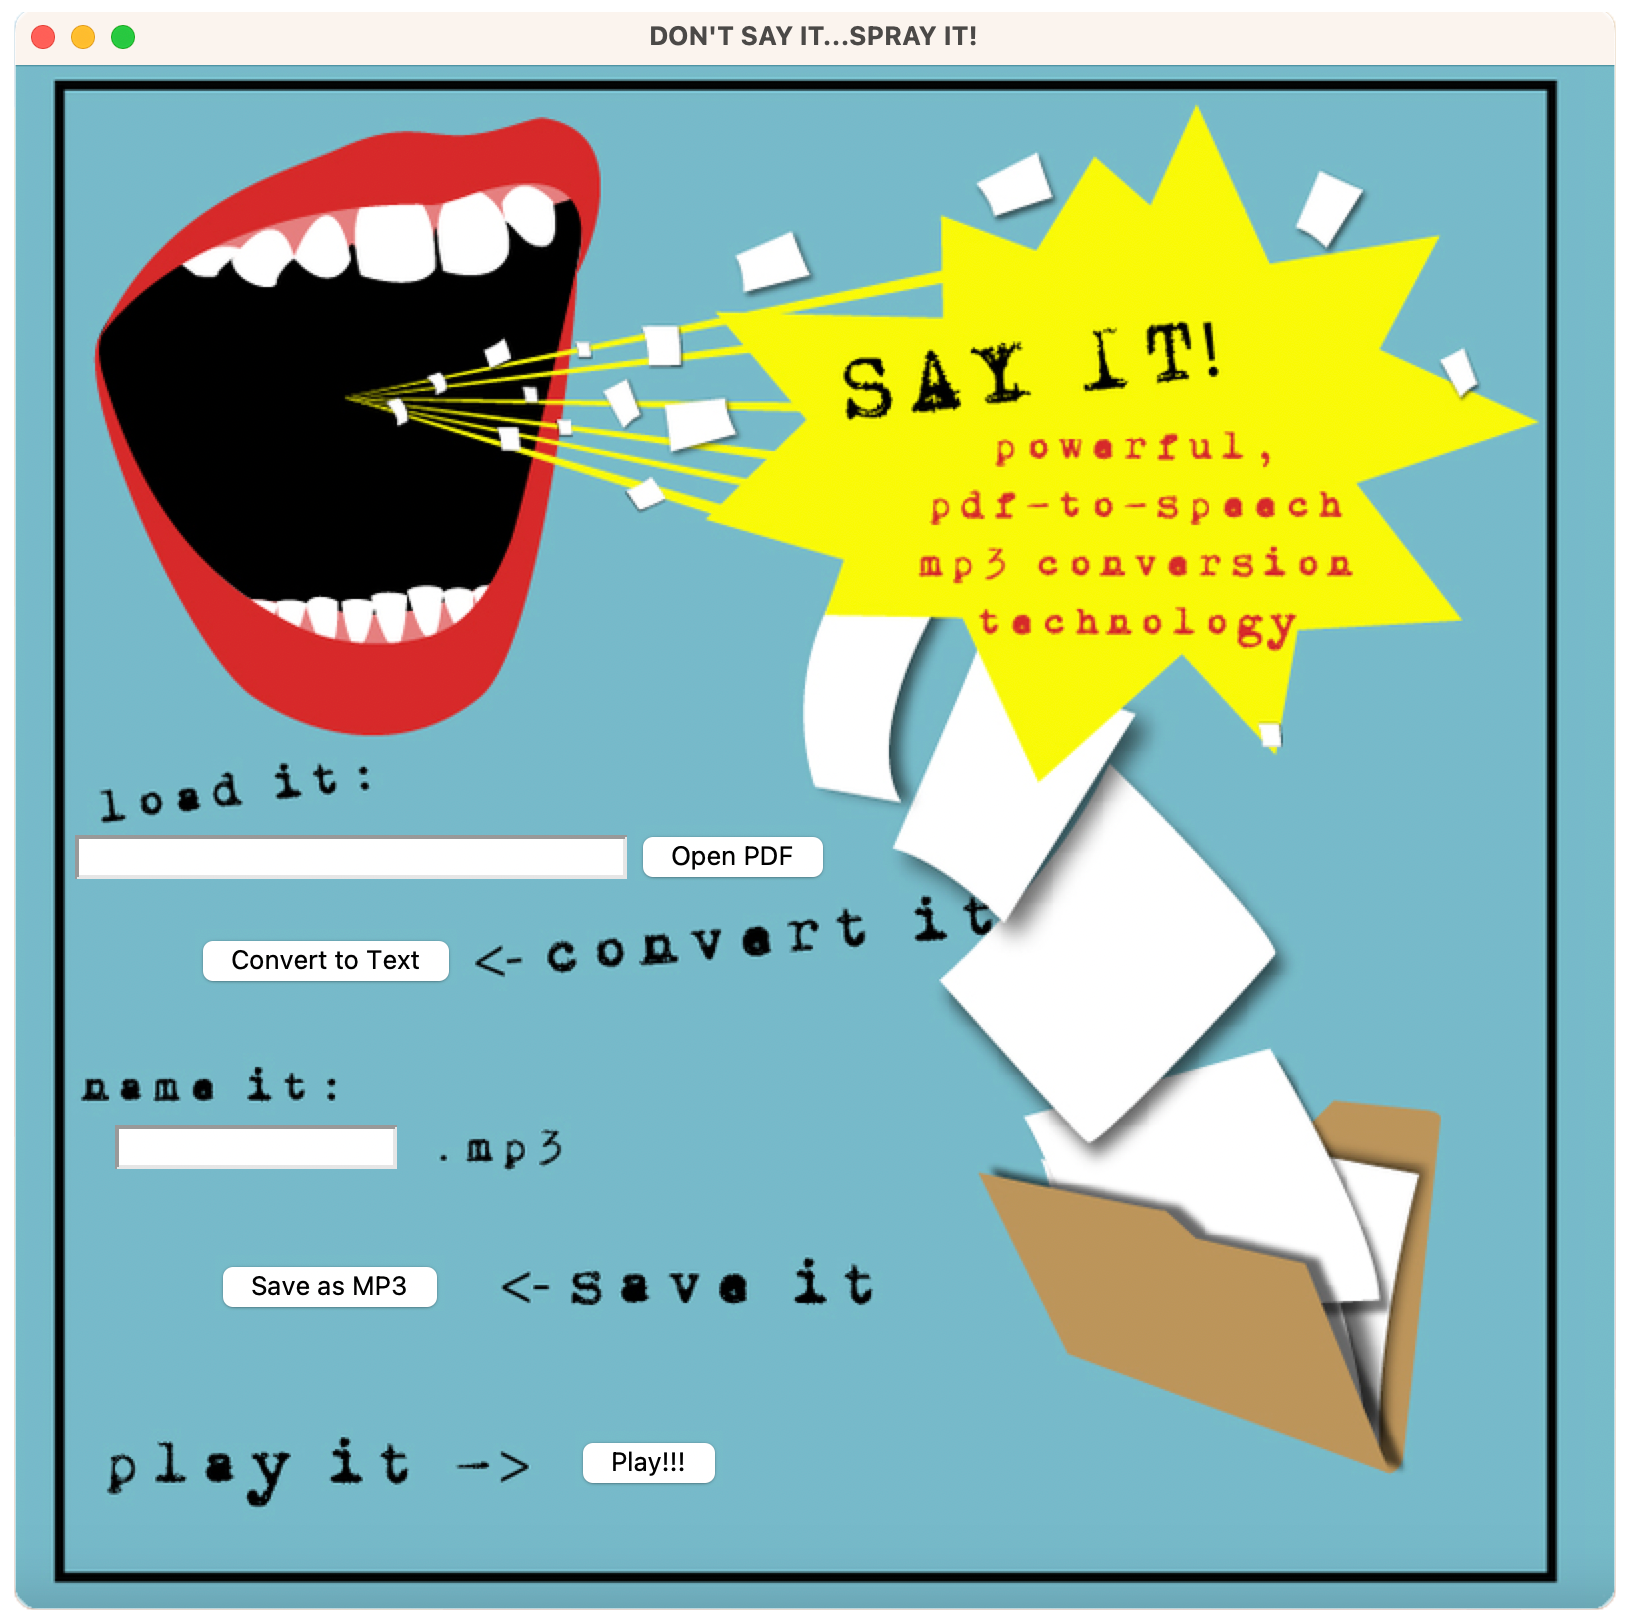 DON'T SAY IT...SPRAY IT!
SAY IT!
powerful,
pdf-to-speech
mp3 conversion
technology
load it:
Open PDF
Convert to Text <-convert it
name it:
.mp3
Save as MP3 <-save it
play it -> Play!!!